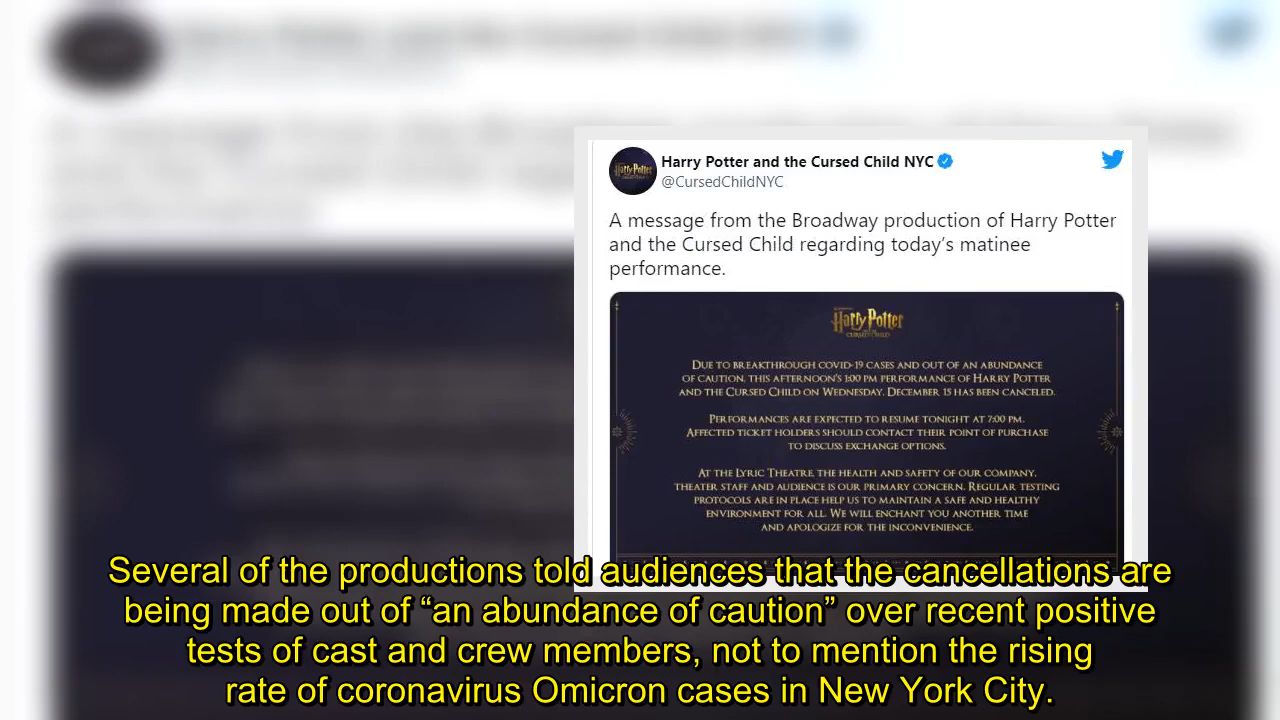 Harry Potter and the Cursed Child NYC
@CursedChildNYC
A message from the Broadway production of Harry Potter
and the Cursed Child regarding today's matinee
performance.
Harry Potter
CURSED CHILD
DUE TO BREAKTHROUGH COVID-19 CASES AND OUT OF AN ABUNDANCE
OF CAUTION, THIS AFTERNOON'S 1:00 PM PERFORMANCE OF HARRY POTTER
AND THE CURSED CHILD ON WEDNESDAY, DECEMBER 15 HAS BEEN CANCELED.
PERFORMANCES ARE EXPECTED TO RESUME TONIGHT AT 7:00 PM.
AFFECTED TICKET HOLDERS SHOULD CONTACT THEIR POINT OF PURCHASE
TO DISCUSS EXCHANGE OPTIONS.
AT THE LYRIC THEATRE, THE HEALTH AND SAFETY OF OUR COMPANY,
THEATER STAFF AND AUDIENCE IS OUR PRIMARY CONCERN. REGULAR TESTING
PROTOCOLS ARE IN PLACE HELP US TO MAINTAIN A SAFE AND HEALTHY
ENVIRONMENT FOR ALL. WE WILL ENCHANT YOU ANOTHER TIME
AND APOLOGIZE FOR THE INCONVENIENCE.
Several of the productions told audiences that the cancellations are
being made out of “an abundance of caution” over recent positive
tests of cast and crew members, not to mention the rising
rate of coronavirus Omicron cases in New York City.